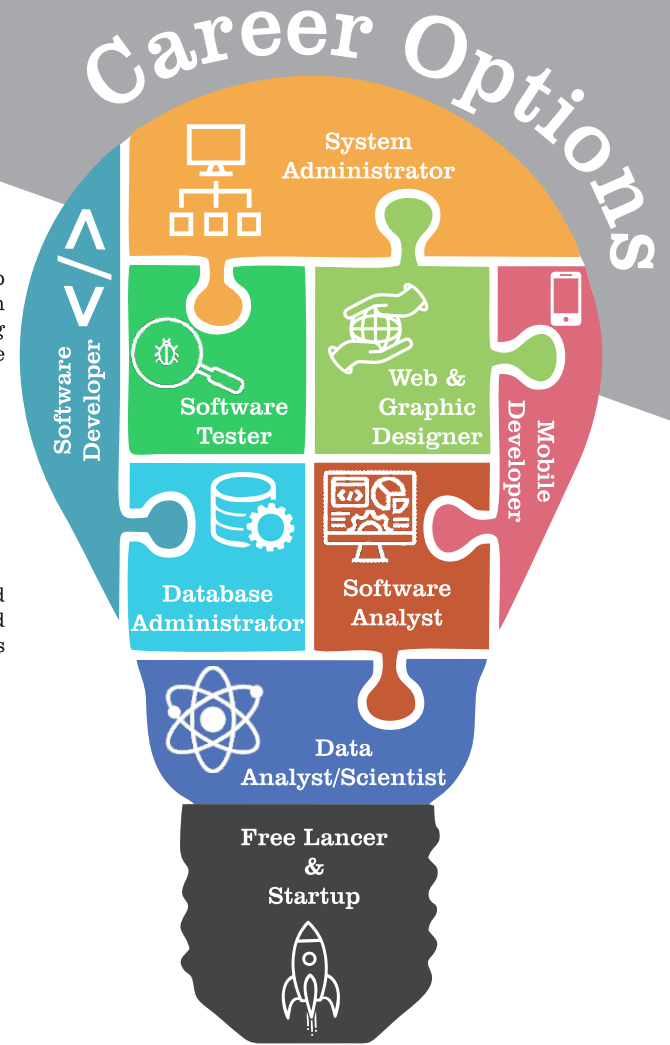 Career Options
System
Administrator
</>
Software
Developer
Software
Tester
Web &
Graphic
Designer
Mobile
Developer
Database
Administrator
Software
Analyst
Data
Analyst/Scientist
Free Lancer
&
Startup